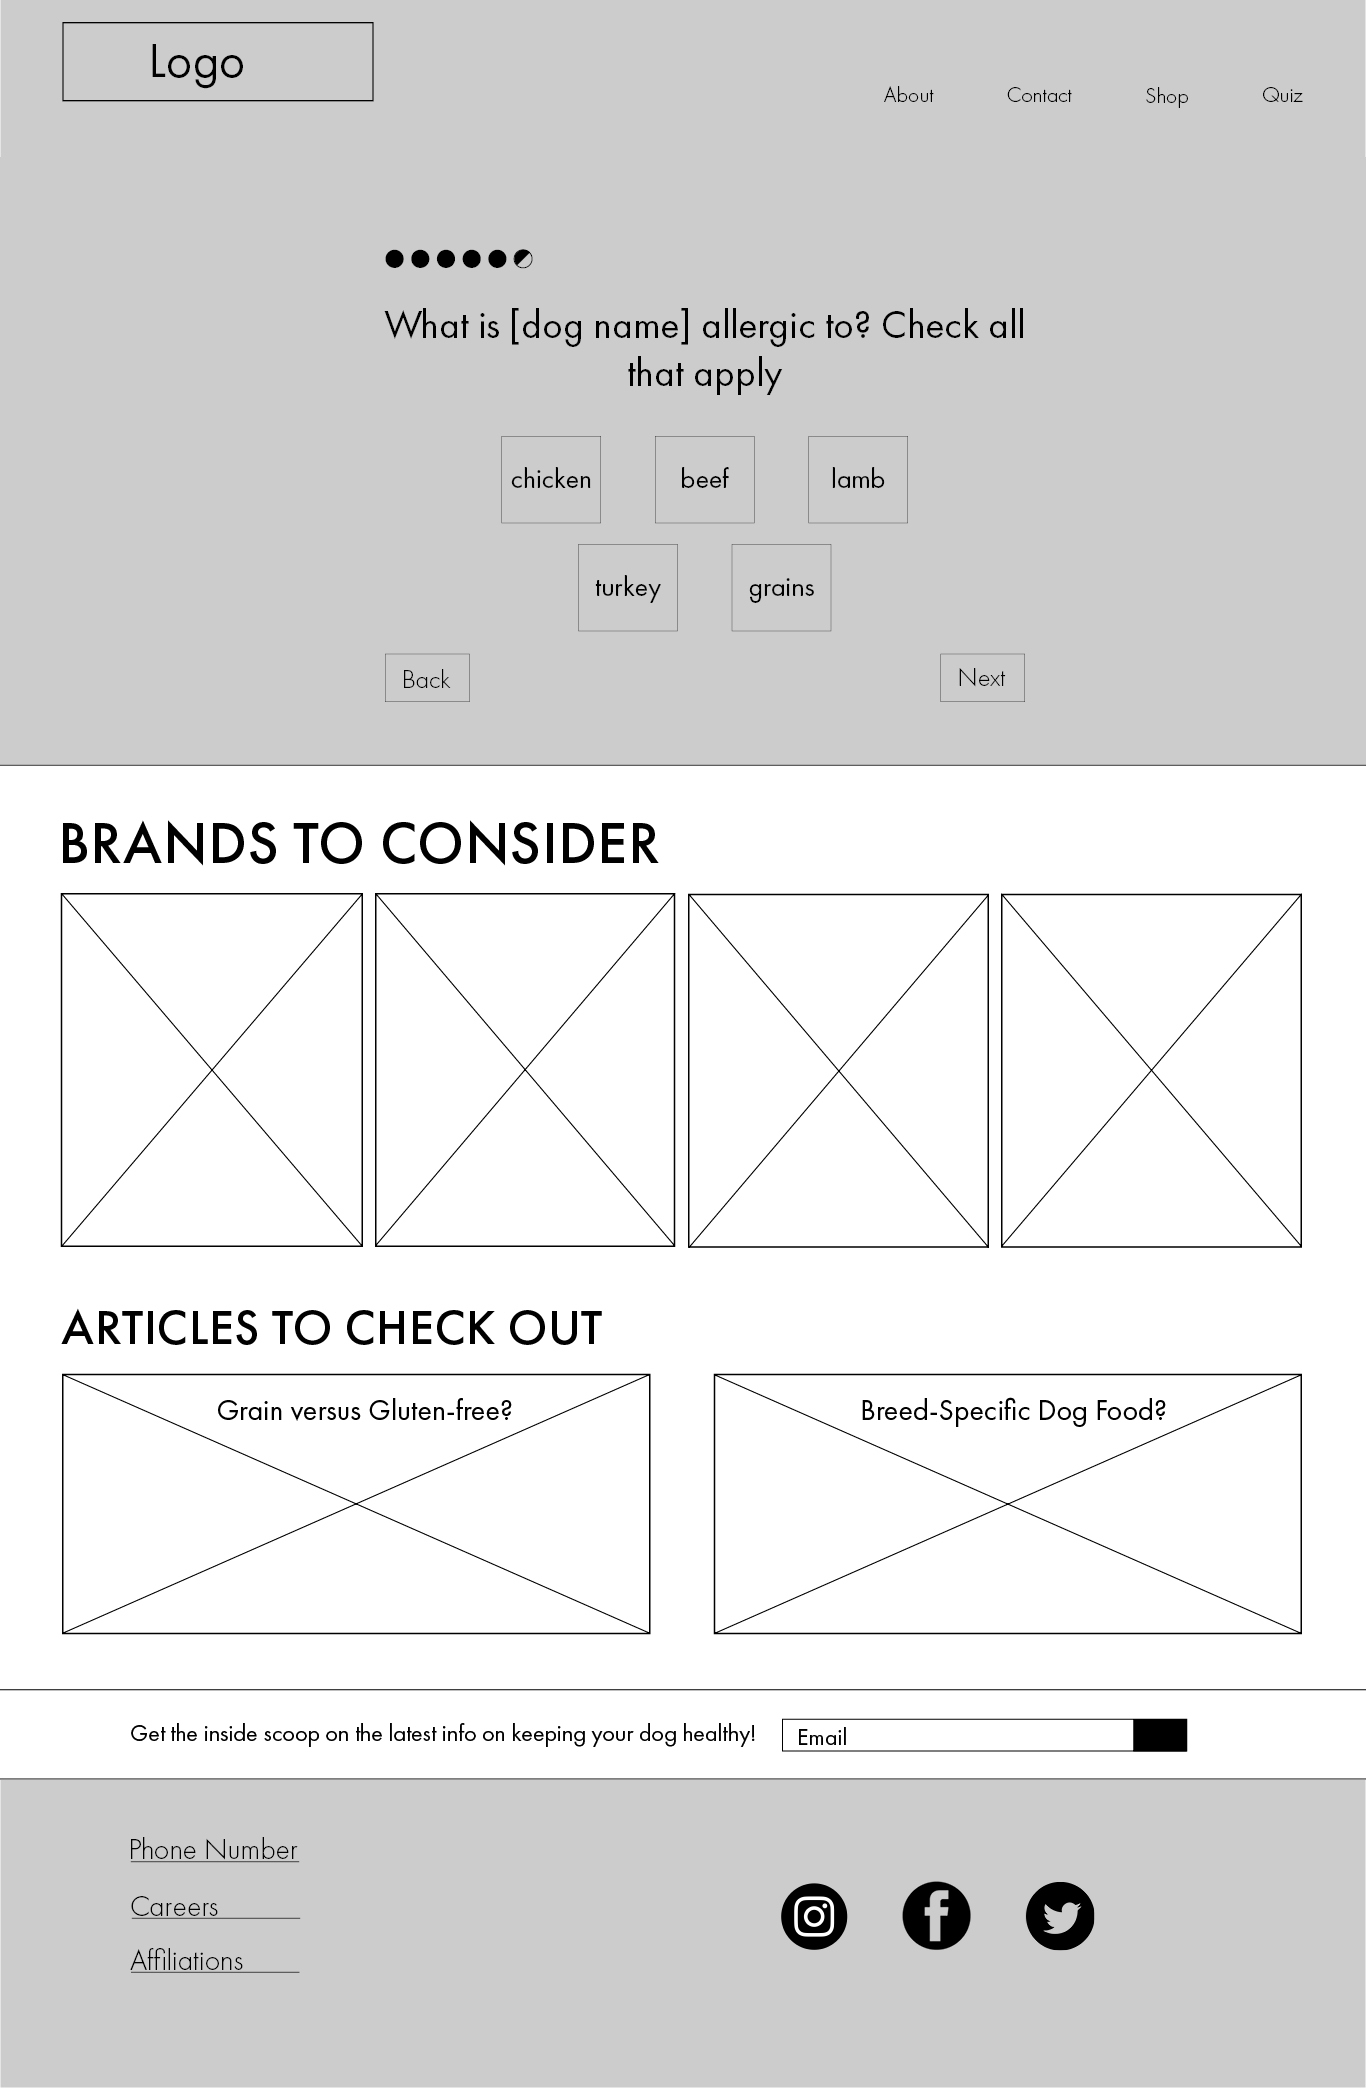 Logo
About Contact Shop Quiz
What is [dog name] allergic to? Check all
that apply
chicken beef lamb
turkey grains
Back Next
BRANDS TO CONSIDER
ARTICLES TO CHECK OUT
Grain versus Gluten-free? Breed-Specific Dog Food?
Get the inside scoop on the latest info on keeping your dog healthy! Email
Phone Number
Careers
Affiliations